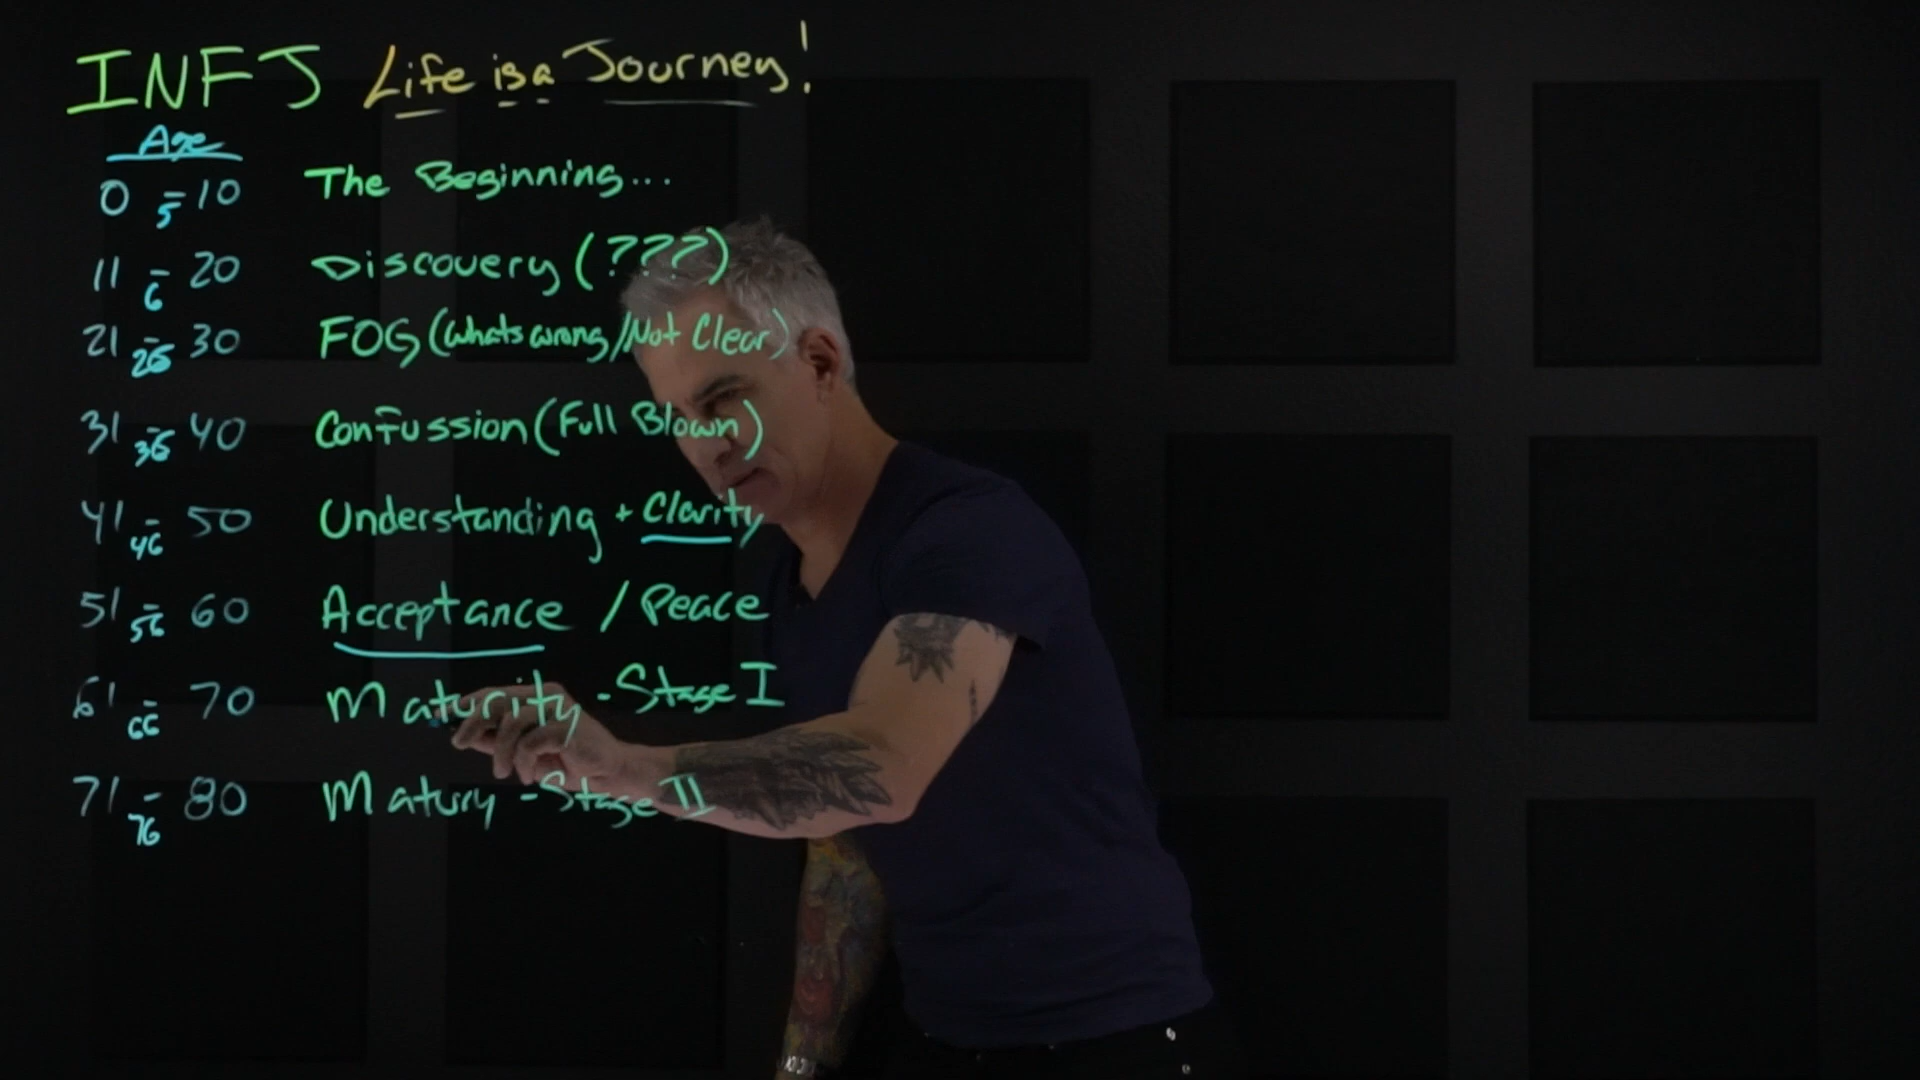 INFJ Life is a Journey!
Age
0 - 10 The Beginning...
5
11 - 20 Discovery (???)
6
21 - 30 FOG (whats wrong/Not Clear)
26
31 - 40 Confussion (Full Blown)
36
41 - 50 Understanding + Clarity
46
51 - 60 Acceptance / Peace
56
61 - 70 Maturity - Stage I
66
71 - 80 Matury - Stage II
76